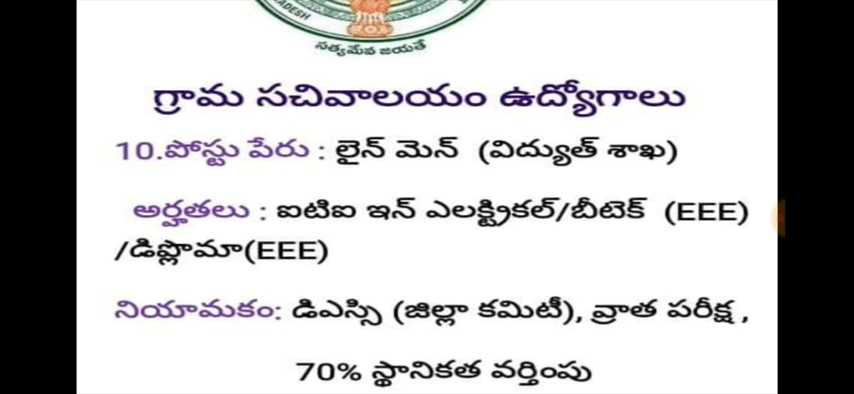 సత్యమేవ జయతే
గ్రామ సచివాలయం ఉద్యోగాలు
10.పోస్టు పేరు : లైన్ మెన్ (విద్యుత్ శాఖ)
అర్హతలు : ఐటిఐ ఇన్ ఎలక్ట్రికల్/బీటెక్ (EEE)
/డిప్లొమా(EEE)
నియామకం: డిఎస్సి (జిల్లా కమిటీ), వ్రాత పరీక్ష ,
70% స్థానికత వర్తింపు